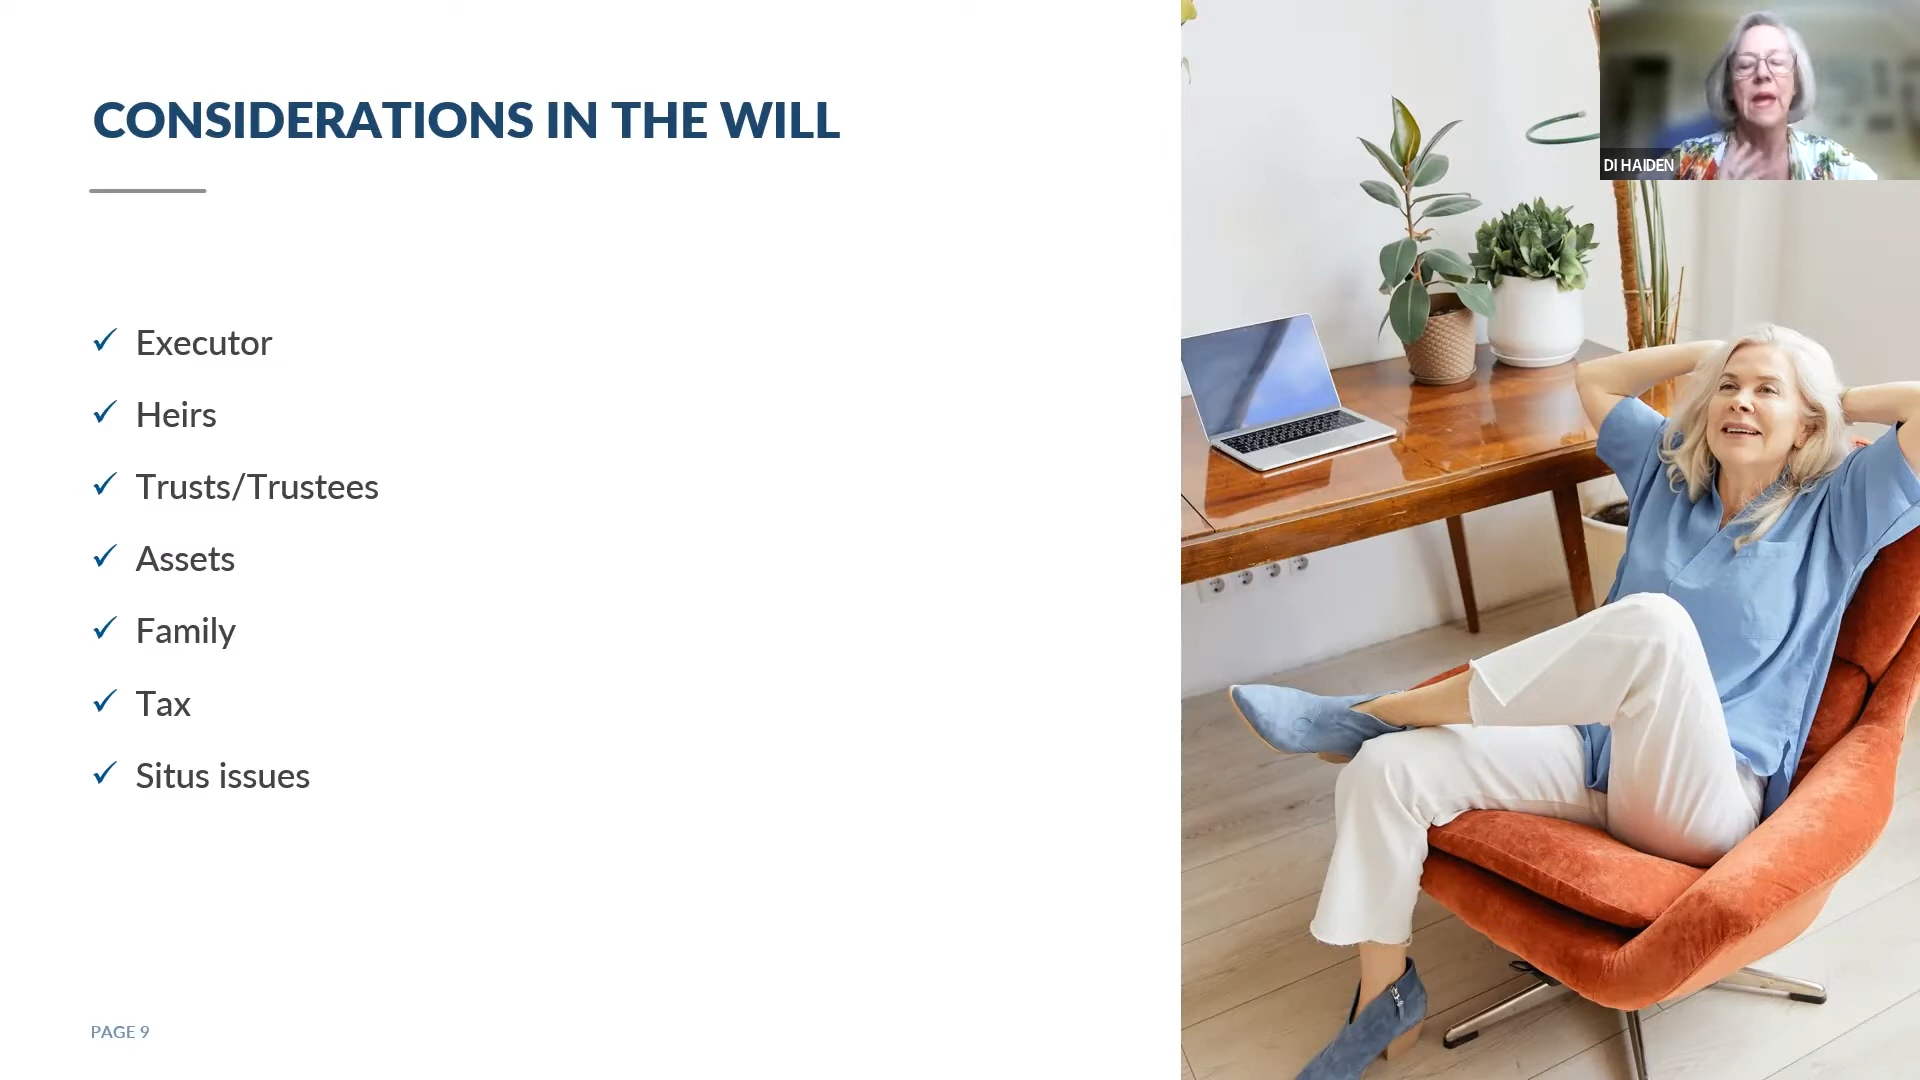 CONSIDERATIONS IN THE WILL
DI HAIDEN
Executor
Heirs
Trusts/Trustees
Assets
Family
Tax
Situs issues
PAGE 9